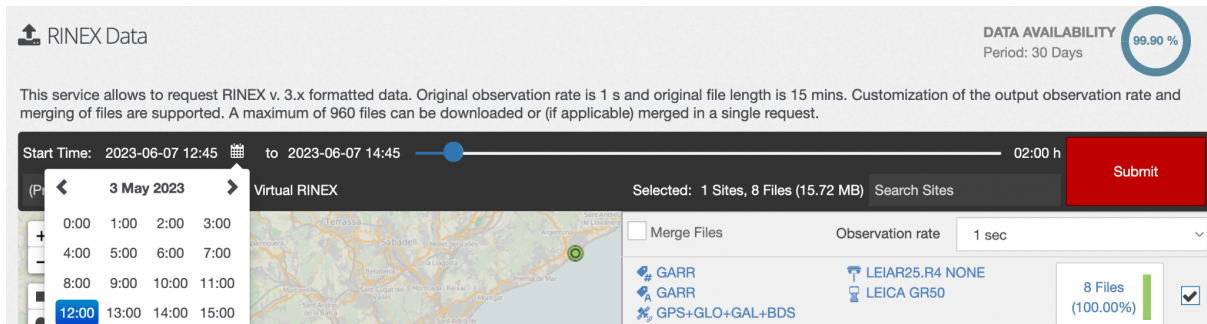 RINEX Data
DATA AVAILABILITY
Period: 30 Days
99.90 %
This service allows to request RINEX v. 3.x formatted data. Original observation rate is 1 s and original file length is 15 mins. Customization of the output observation rate and
merging of files are supported. A maximum of 960 files can be downloaded or (if applicable) merged in a single request.
Start Time: 2023-06-07 12:45 to 2023-06-07 14:45 02:00 h
Submit
(Pr
Virtual RINEX
Selected: 1 Sites, 8 Files (15.72 MB) Search Sites
3 May 2023
0:00 1:00 2:00 3:00
4:00 5:00 6:00 7:00
8:00 9:00 10:00 11:00
12:00 13:00 14:00 15:00
+
−
Terrassa
Sabadell
Merge Files
Observation rate 1 sec
GARR LEIAR25.R4 NONE
GARR LEICA GR50
GPS+GLO+GAL+BDS
8 Files
(100.00%)